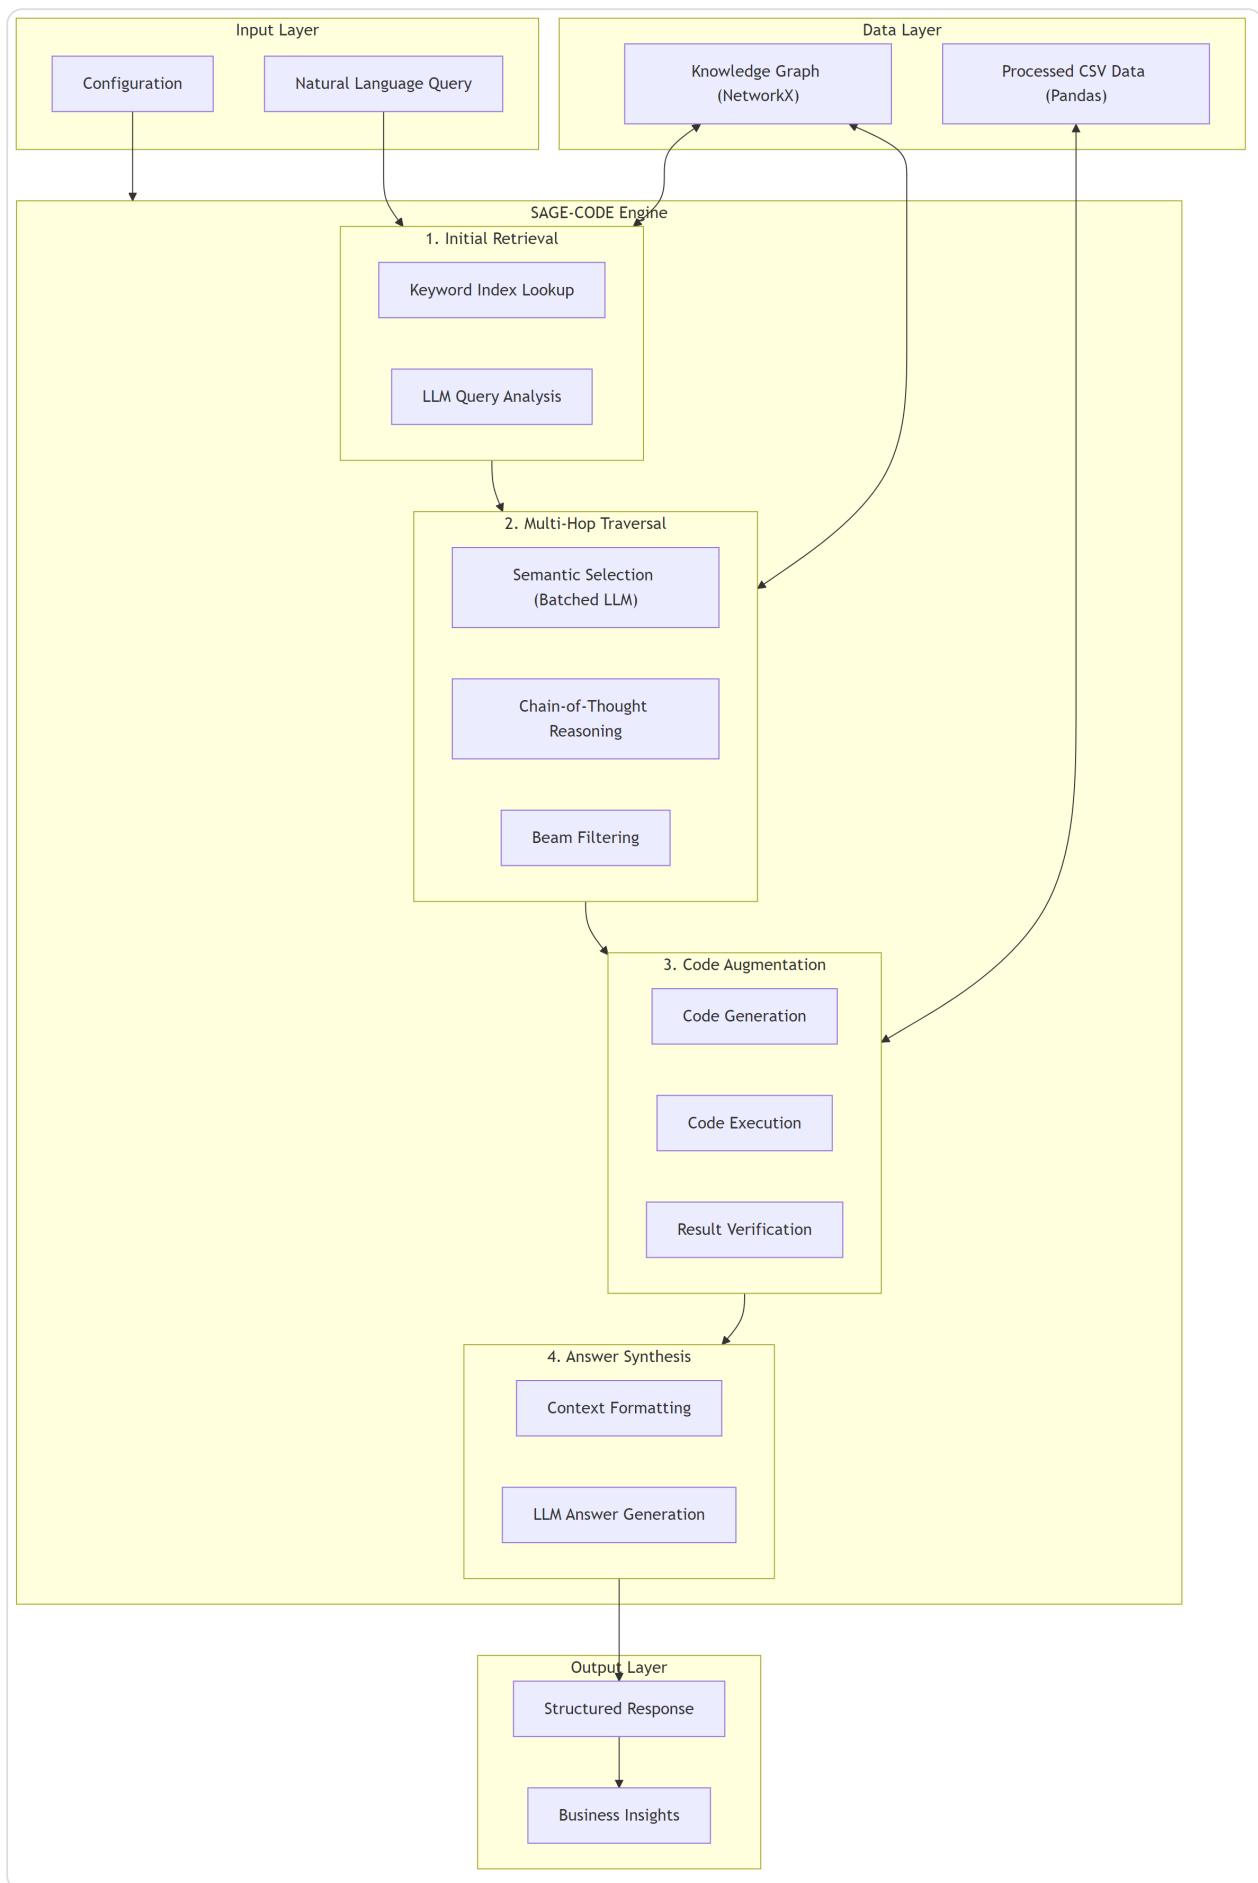 Input Layer
Configuration
Natural Language Query
Data Layer
Knowledge Graph
(NetworkX)
Processed CSV Data
(Pandas)
SAGE-CODE Engine
1. Initial Retrieval
Keyword Index Lookup
LLM Query Analysis
2. Multi-Hop Traversal
Semantic Selection
(Batched LLM)
Chain-of-Thought
Reasoning
Beam Filtering
3. Code Augmentation
Code Generation
Code Execution
Result Verification
4. Answer Synthesis
Context Formatting
LLM Answer Generation
Output Layer
Structured Response
Business Insights